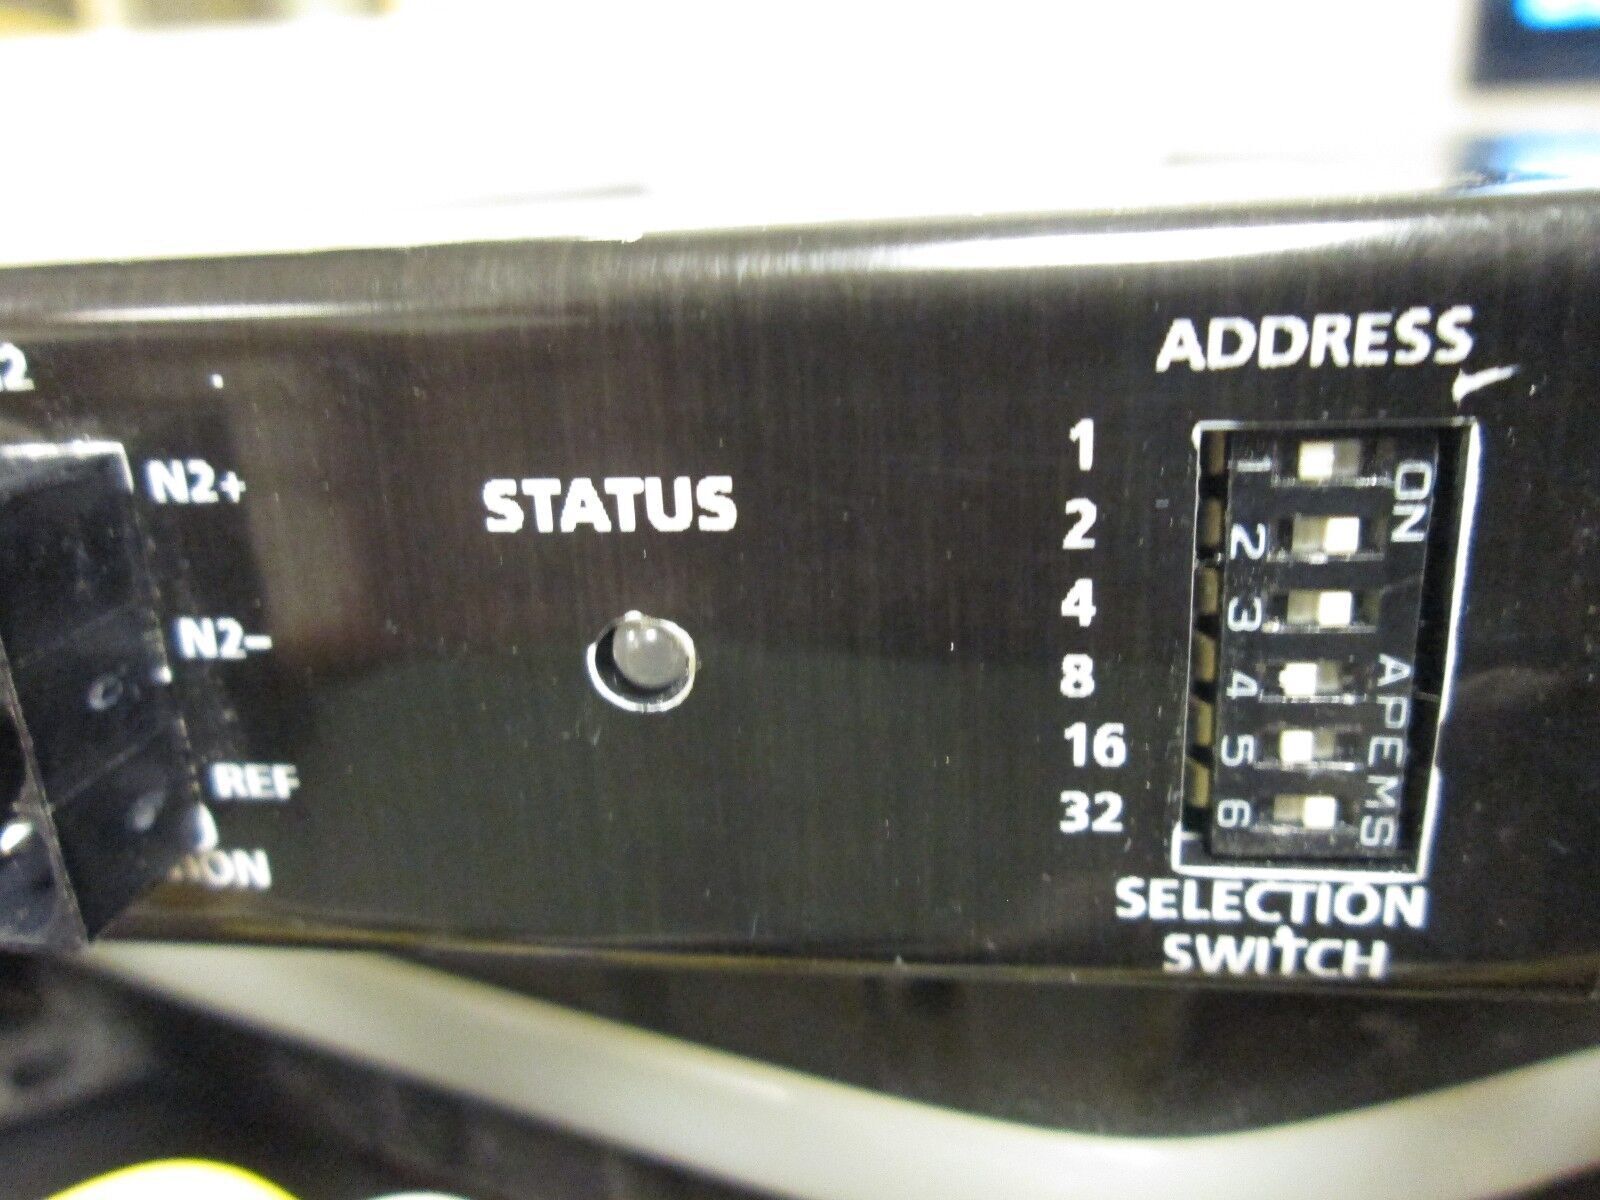 N2+
N2-
REF
STATUS
ADDRESS
1
2
4
8
16
32
1
2
3
4
5
6
ON
APEMS
SELECTION
SWITCH